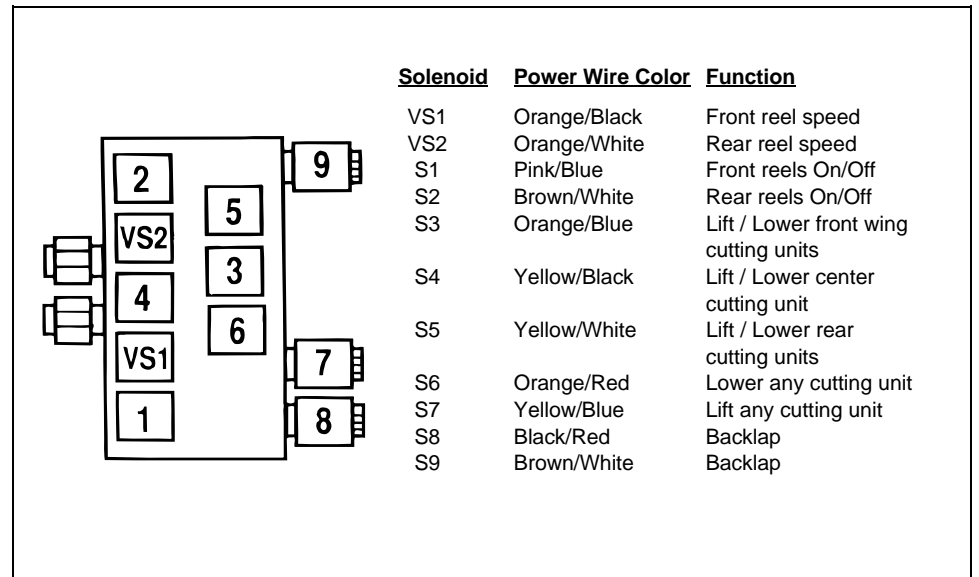 Solenoid Power Wire Color Function
VS1 Orange/Black Front reel speed
VS2 Orange/White Rear reel speed
S1 Pink/Blue Front reels On/Off
S2 Brown/White Rear reels On/Off
S3 Orange/Blue Lift / Lower front wing
cutting units
S4 Yellow/Black Lift / Lower center
cutting unit
S5 Yellow/White Lift / Lower rear
cutting units
S6 Orange/Red Lower any cutting unit
S7 Yellow/Blue Lift any cutting unit
S8 Black/Red Backlap
S9 Brown/White Backlap
2
VS2
4
VS1
1
5
3
6
9
7
8